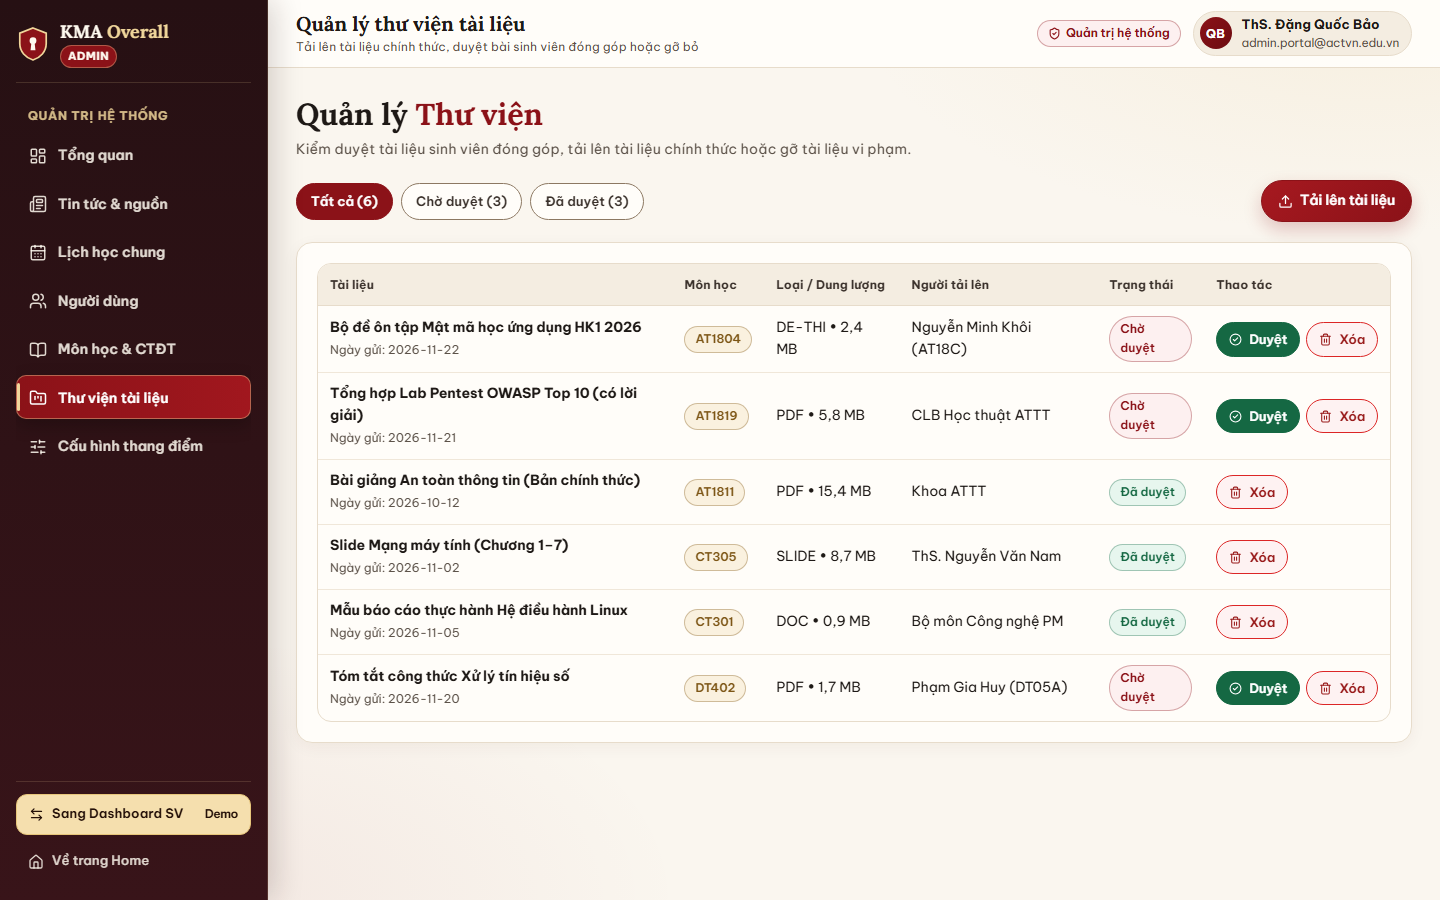 KMA Overall
ADMIN
QUẢN TRỊ HỆ THỐNG
Tổng quan
Tin tức & nguồn
Lịch học chung
Người dùng
Môn học & CTĐT
Thư viện tài liệu
Cấu hình thang điểm
Sang Dashboard SV Demo
Về trang Home
Quản lý thư viện tài liệu
Tải lên tài liệu chính thức, duyệt bài sinh viên đóng góp hoặc gỡ bỏ
Quản trị hệ thống
QB
ThS. Đặng Quốc Bảo
admin.portal@actvn.edu.vn
Quản lý Thư viện
Kiểm duyệt tài liệu sinh viên đóng góp, tải lên tài liệu chính thức hoặc gỡ tài liệu vi phạm.
Tất cả (6) Chờ duyệt (3) Đã duyệt (3)
Tải lên tài liệu
Tài liệu Môn học Loại / Dung lượng Người tải lên Trạng thái Thao tác
Bộ đề ôn tập Mật mã học ứng dụng HK1 2026
Ngày gửi: 2026-11-22
AT1804
DE-THI • 2,4
MB
Nguyễn Minh Khôi
(AT18C)
Chờ
duyệt
Duyệt Xóa
Tổng hợp Lab Pentest OWASP Top 10 (có lời
giải)
Ngày gửi: 2026-11-21
AT1819
PDF • 5,8 MB
CLB Học thuật ATTT
Chờ
duyệt
Duyệt Xóa
Bài giảng An toàn thông tin (Bản chính thức)
Ngày gửi: 2026-10-12
AT1811
PDF • 15,4 MB
Khoa ATTT
Đã duyệt
Xóa
Slide Mạng máy tính (Chương 1–7)
Ngày gửi: 2026-11-02
CT305
SLIDE • 8,7 MB
ThS. Nguyễn Văn Nam
Đã duyệt
Xóa
Mẫu báo cáo thực hành Hệ điều hành Linux
Ngày gửi: 2026-11-05
CT301
DOC • 0,9 MB
Bộ môn Công nghệ PM
Đã duyệt
Xóa
Tóm tắt công thức Xử lý tín hiệu số
Ngày gửi: 2026-11-20
DT402
PDF • 1,7 MB
Phạm Gia Huy (DT05A)
Chờ
duyệt
Duyệt Xóa